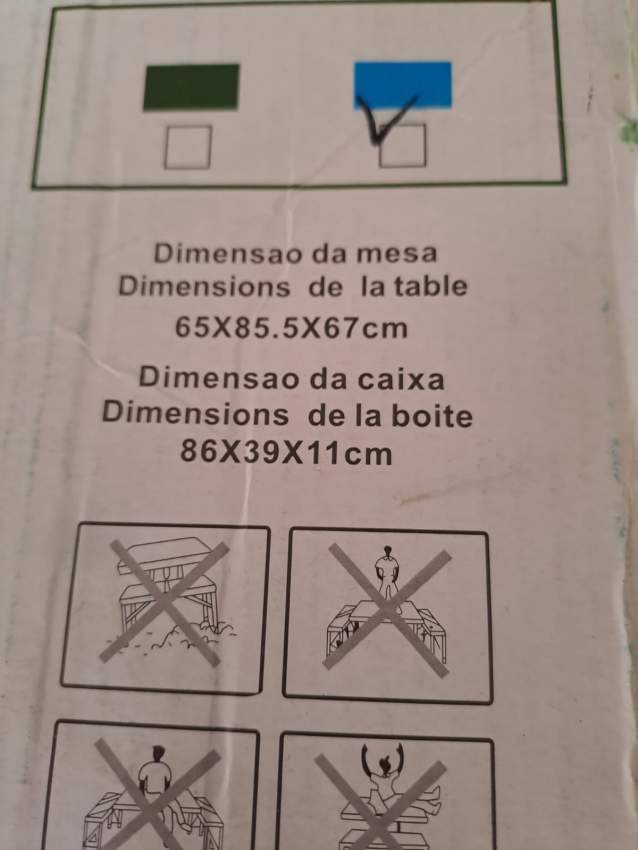 Dimensao da mesa
Dimensions de la table
65X85.5X67cm
Dimensao da caixa
Dimensions de la boite
86X39X11cm